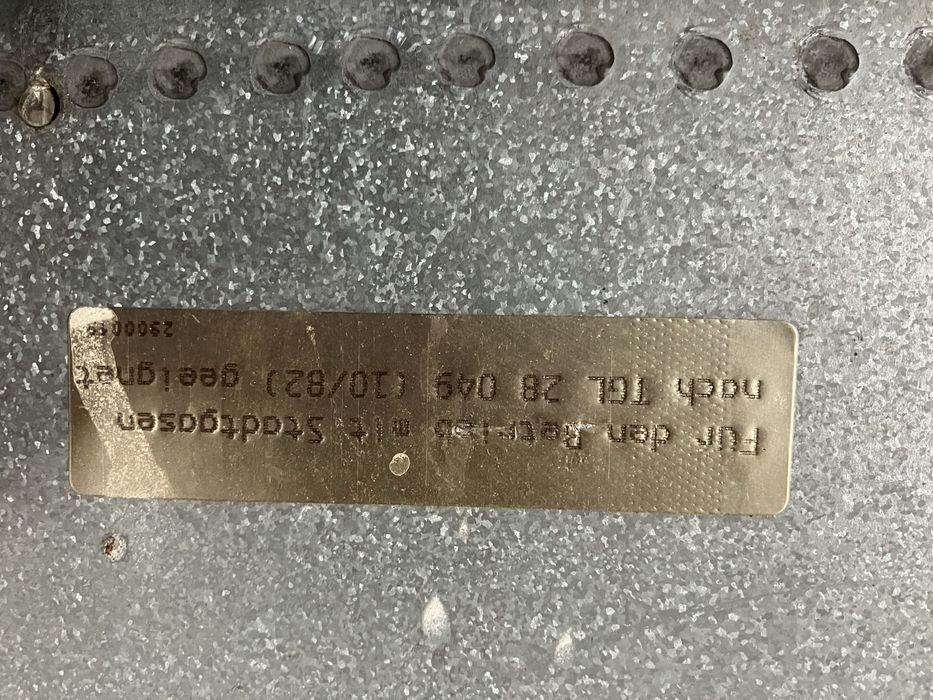 Für den Betrieb mit Stadtgasen
nach TGL 28 049 (10/82) geeignet